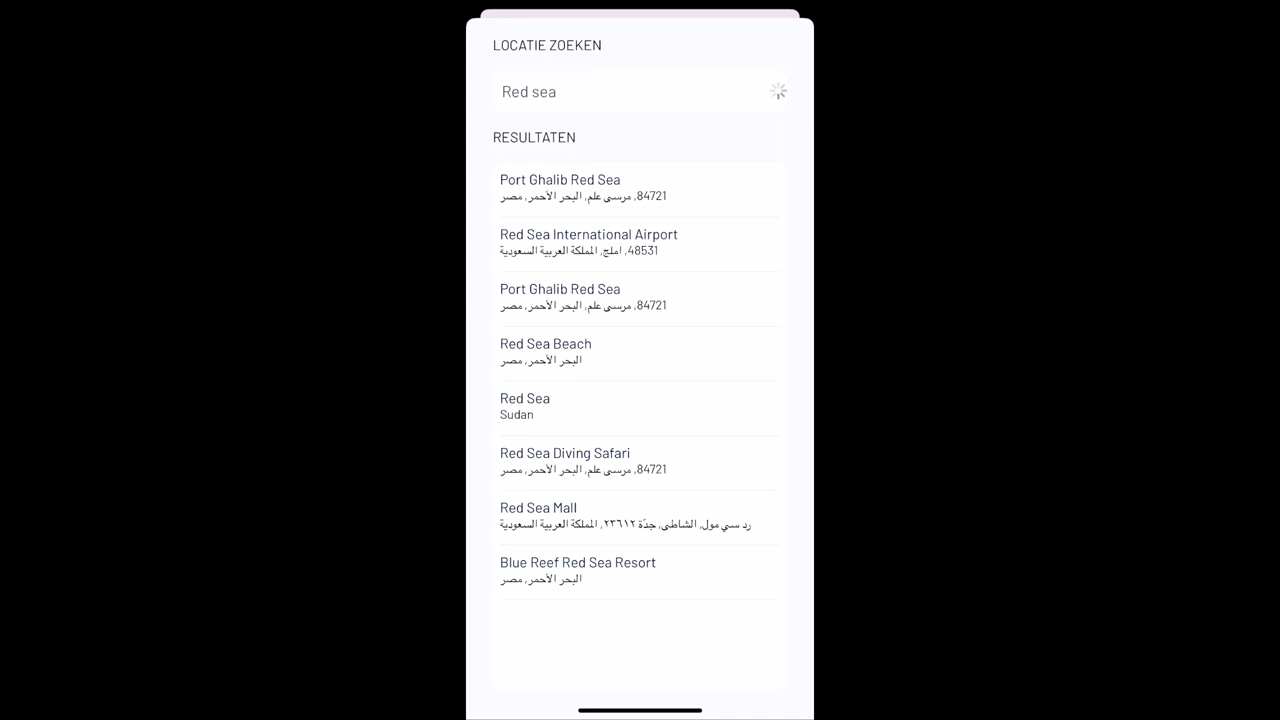 LOCATIE ZOEKEN
Red sea
RESULTATEN
Port Ghalib Red Sea
84721, مرسى علم, البحر الأحمر, مصر
Red Sea International Airport
48531, املج, المملكة العربية السعودية
Port Ghalib Red Sea
84721, مرسى علم, البحر الأحمر, مصر
Red Sea Beach
البحر الأحمر, مصر
Red Sea
Sudan
Red Sea Diving Safari
84721, مرسى علم, البحر الأحمر, مصر
Red Sea Mall
رد سي مول, الشاطى, جدّة ٢٣٦١٢, المملكة العربية السعودية
Blue Reef Red Sea Resort
البحر الأحمر, مصر